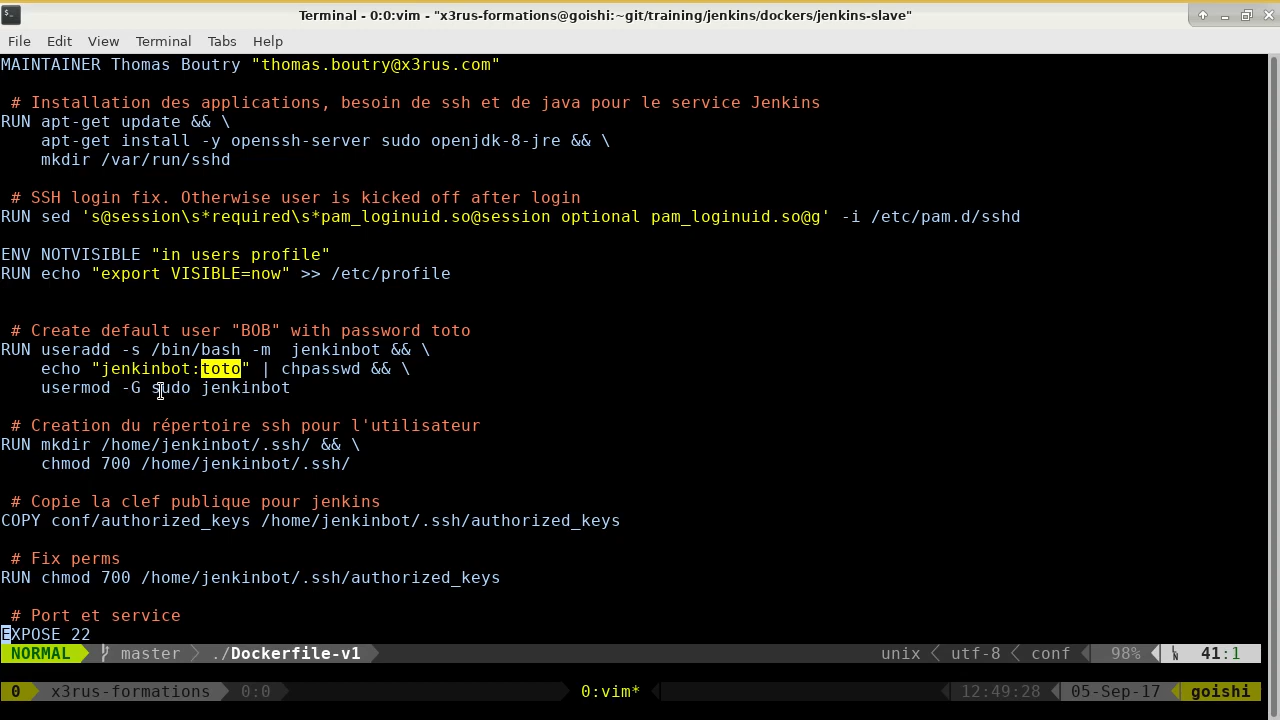 Terminal - 0:0:vim - "x3rus-formations@goishi:~git/training/jenkins/dockers/jenkins-slave"
File Edit View Terminal Tabs Help
MAINTAINER Thomas Boutry "thomas.boutry@x3rus.com"
# Installation des applications, besoin de ssh et de java pour le service Jenkins
RUN apt-get update && \
apt-get install -y openssh-server sudo openjdk-8-jre && \
mkdir /var/run/sshd
# SSH login fix. Otherwise user is kicked off after login
RUN sed 's@session\s*required\s*pam_loginuid.so@session optional pam_loginuid.so@g' -i /etc/pam.d/sshd
ENV NOTVISIBLE "in users profile"
RUN echo "export VISIBLE=now" >> /etc/profile
# Create default user "BOB" with password toto
RUN useradd -s /bin/bash -m  jenkinbot && \
echo "jenkinbot:toto" | chpasswd && \
usermod -G sudo jenkinbot
# Creation du répertoire ssh pour l'utilisateur
RUN mkdir /home/jenkinbot/.ssh/ && \
chmod 700 /home/jenkinbot/.ssh/
# Copie la clef publique pour jenkins
COPY conf/authorized_keys /home/jenkinbot/.ssh/authorized_keys
# Fix perms
RUN chmod 700 /home/jenkinbot/.ssh/authorized_keys
# Port et service
EXPOSE 22
NORMAL master ./Dockerfile-v1 unix utf-8 conf 98% 41:1
0 x3rus-formations 0:0 0:vim* 12:49:28 05-Sep-17 goishi